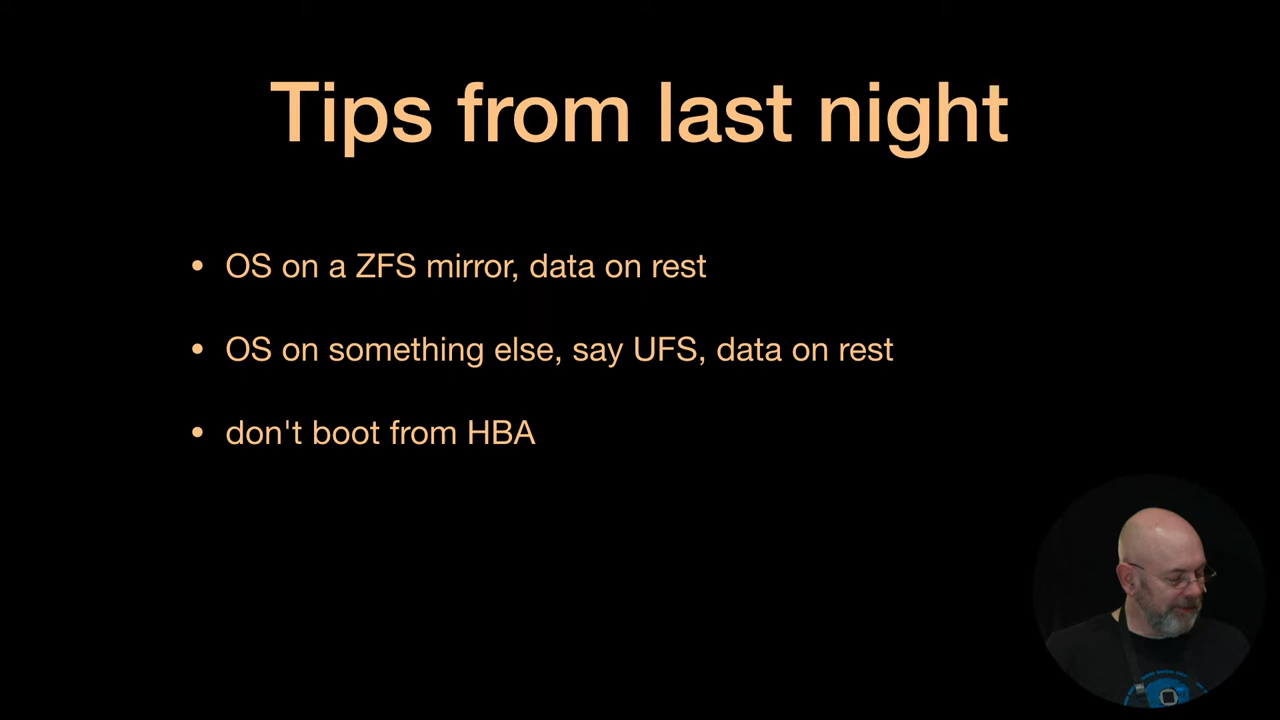 Tips from last night
• OS on a ZFS mirror, data on rest
• OS on something else, say UFS, data on rest
• don't boot from HBA